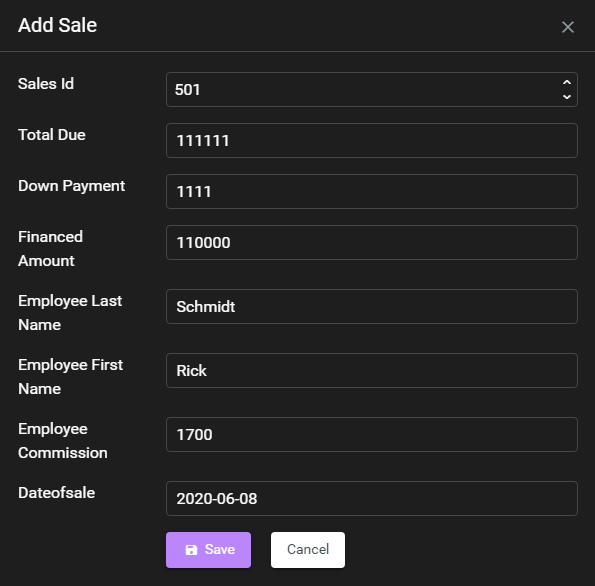 Add Sale
Sales Id
501
Total Due
111111
Down Payment
1111
Financed
Amount
110000
Employee Last
Name
Schmidt
Employee First
Name
Rick
Employee
Commission
1700
Dateofsale
2020-06-08
Save
Cancel